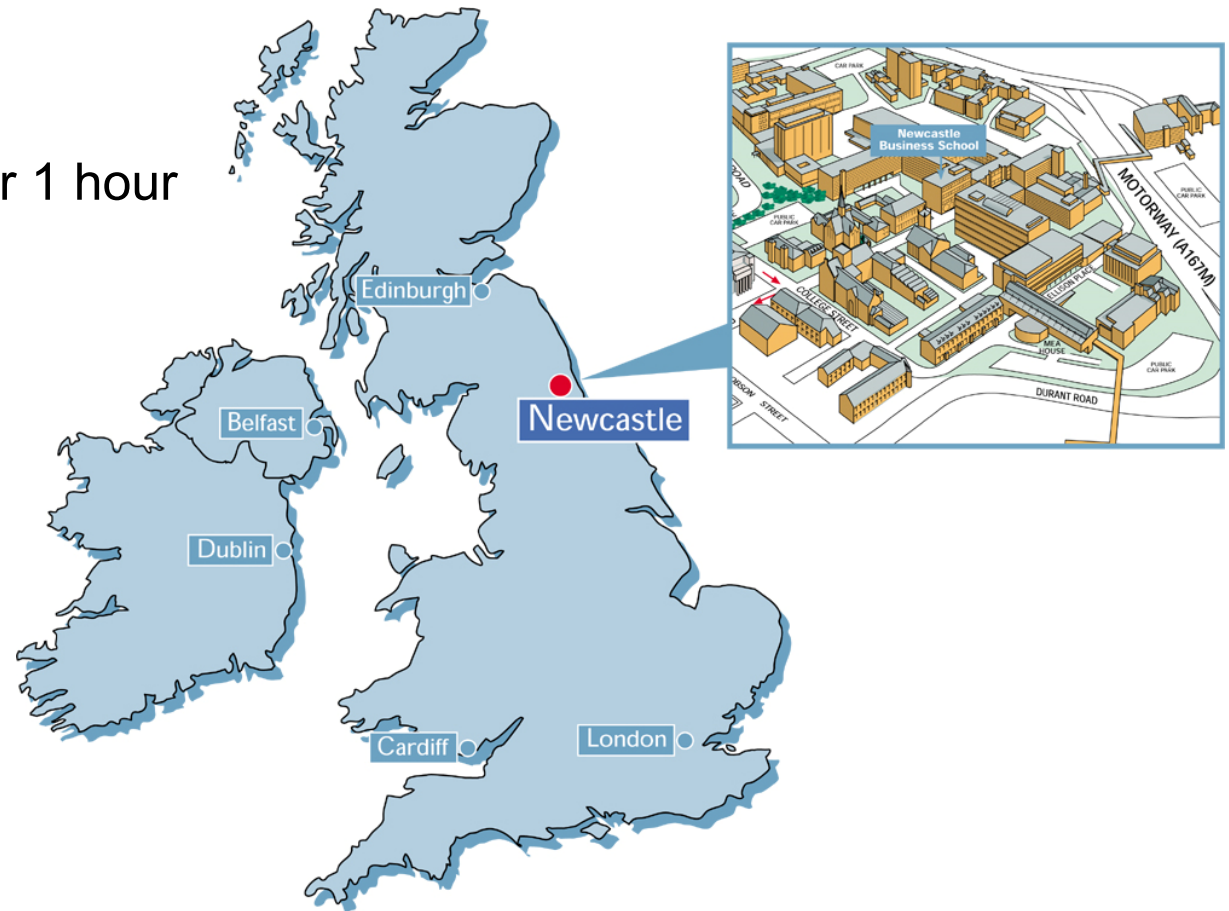 r 1 hour
Edinburgh
Newcastle
Belfast
Dublin
Cardiff
London
CAR PARK
Newcastle
Business School
MOTORWAY (A167M)
PUBLIC
CAR PARK
ROAD
PUBLIC
CAR PARK
COLLEGE STREET
ELLISON PLACE
MEA
HOUSE
PUBLIC
CAR PARK
DURANT ROAD
OBSON STREET